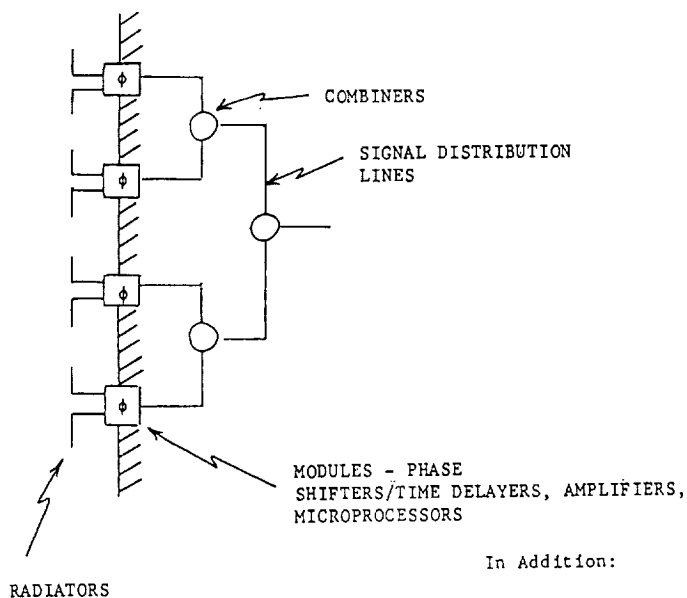 ϕ
COMBINERS
SIGNAL DISTRIBUTION
LINES
ϕ
ϕ
ϕ
MODULES - PHASE
SHIFTERS/TIME DELAYERS, AMPLIFIERS,
MICROPROCESSORS
In Addition:
RADIATORS